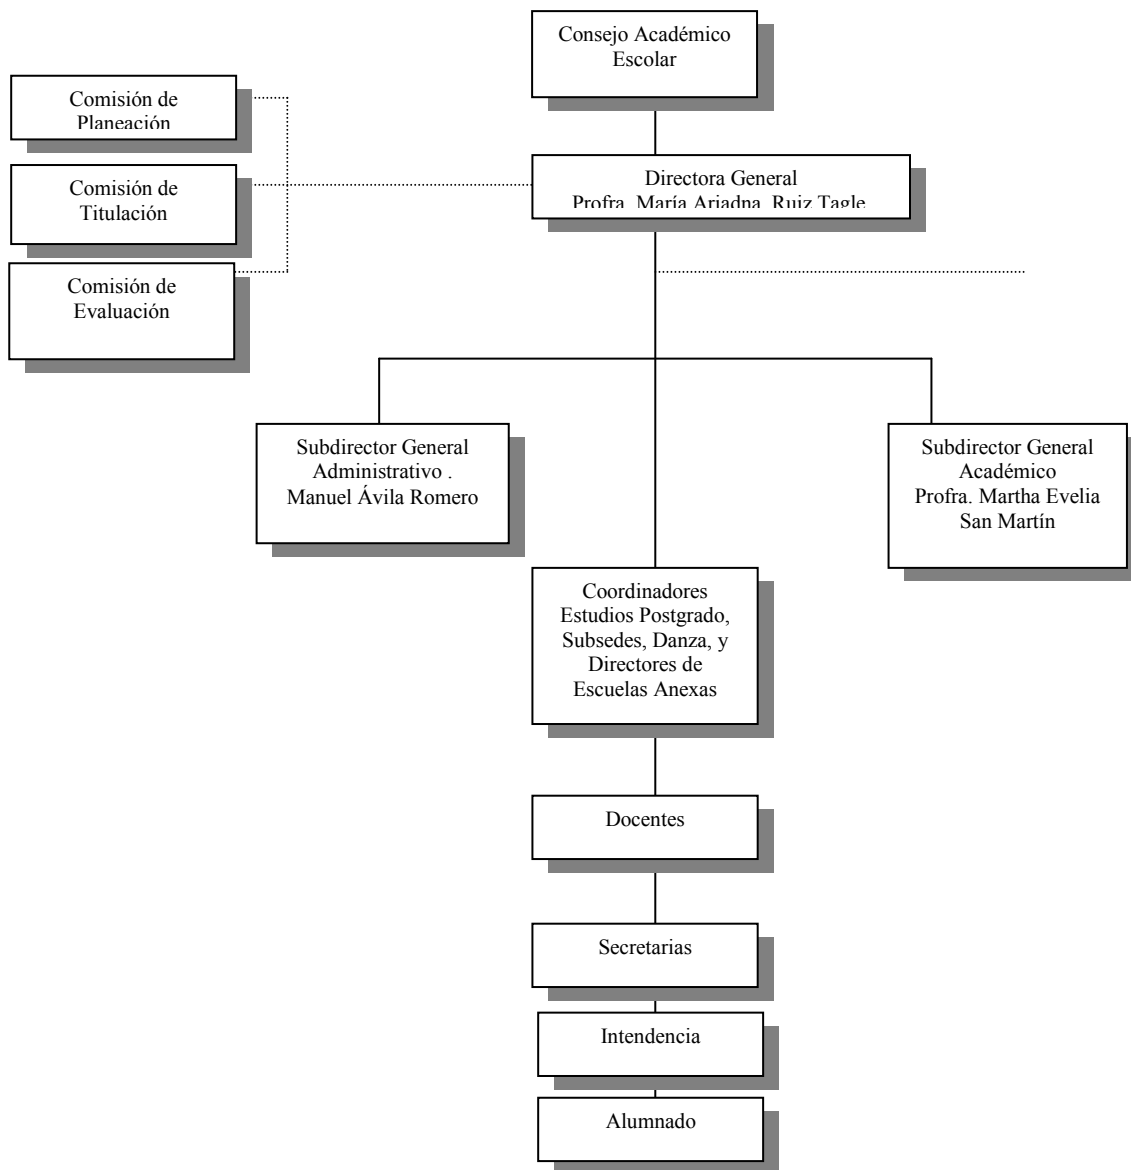 Consejo Académico
Escolar
Comisión de
Planeación
Directora General
Profra. María Ariadna  Ruiz Tagle
Comisión de
Titulación
Comisión de
Evaluación
Subdirector General
Administrativo .
Manuel Ávila Romero
Subdirector General
Académico
Profra. Martha Evelia
San Martín
Coordinadores
Estudios Postgrado,
Subsedes, Danza, y
Directores de
Escuelas Anexas
Docentes
Secretarias
Intendencia
Alumnado